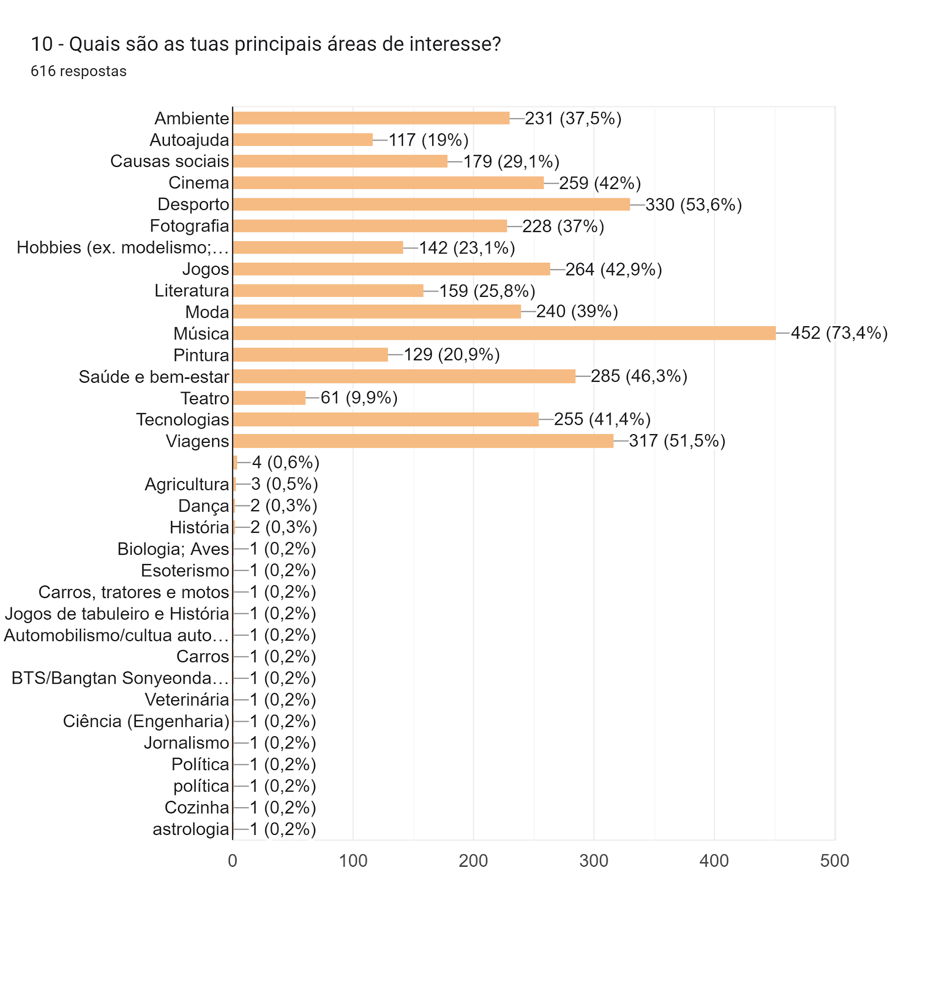 10 - Quais são as tuas principais áreas de interesse?
616 respostas
Ambiente 231 (37,5%)
Autoajuda 117 (19%)
Causas sociais 179 (29,1%)
Cinema 259 (42%)
Desporto 330 (53,6%)
Fotografia 228 (37%)
Hobbies (ex. modelismo;… 142 (23,1%)
Jogos 264 (42,9%)
Literatura 159 (25,8%)
Moda 240 (39%)
Música 452 (73,4%)
Pintura 129 (20,9%)
Saúde e bem-estar 285 (46,3%)
Teatro 61 (9,9%)
Tecnologias 255 (41,4%)
Viagens 317 (51,5%)
4 (0,6%)
Agricultura 3 (0,5%)
Dança 2 (0,3%)
História 2 (0,3%)
Biologia; Aves 1 (0,2%)
Esoterismo 1 (0,2%)
Carros, tratores e motos 1 (0,2%)
Jogos de tabuleiro e História 1 (0,2%)
Automobilismo/cultua auto… 1 (0,2%)
Carros 1 (0,2%)
BTS/Bangtan Sonyeonda… 1 (0,2%)
Veterinária 1 (0,2%)
Ciência (Engenharia) 1 (0,2%)
Jornalismo 1 (0,2%)
Política 1 (0,2%)
política 1 (0,2%)
Cozinha 1 (0,2%)
astrologia 1 (0,2%)
0 100 200 300 400 500